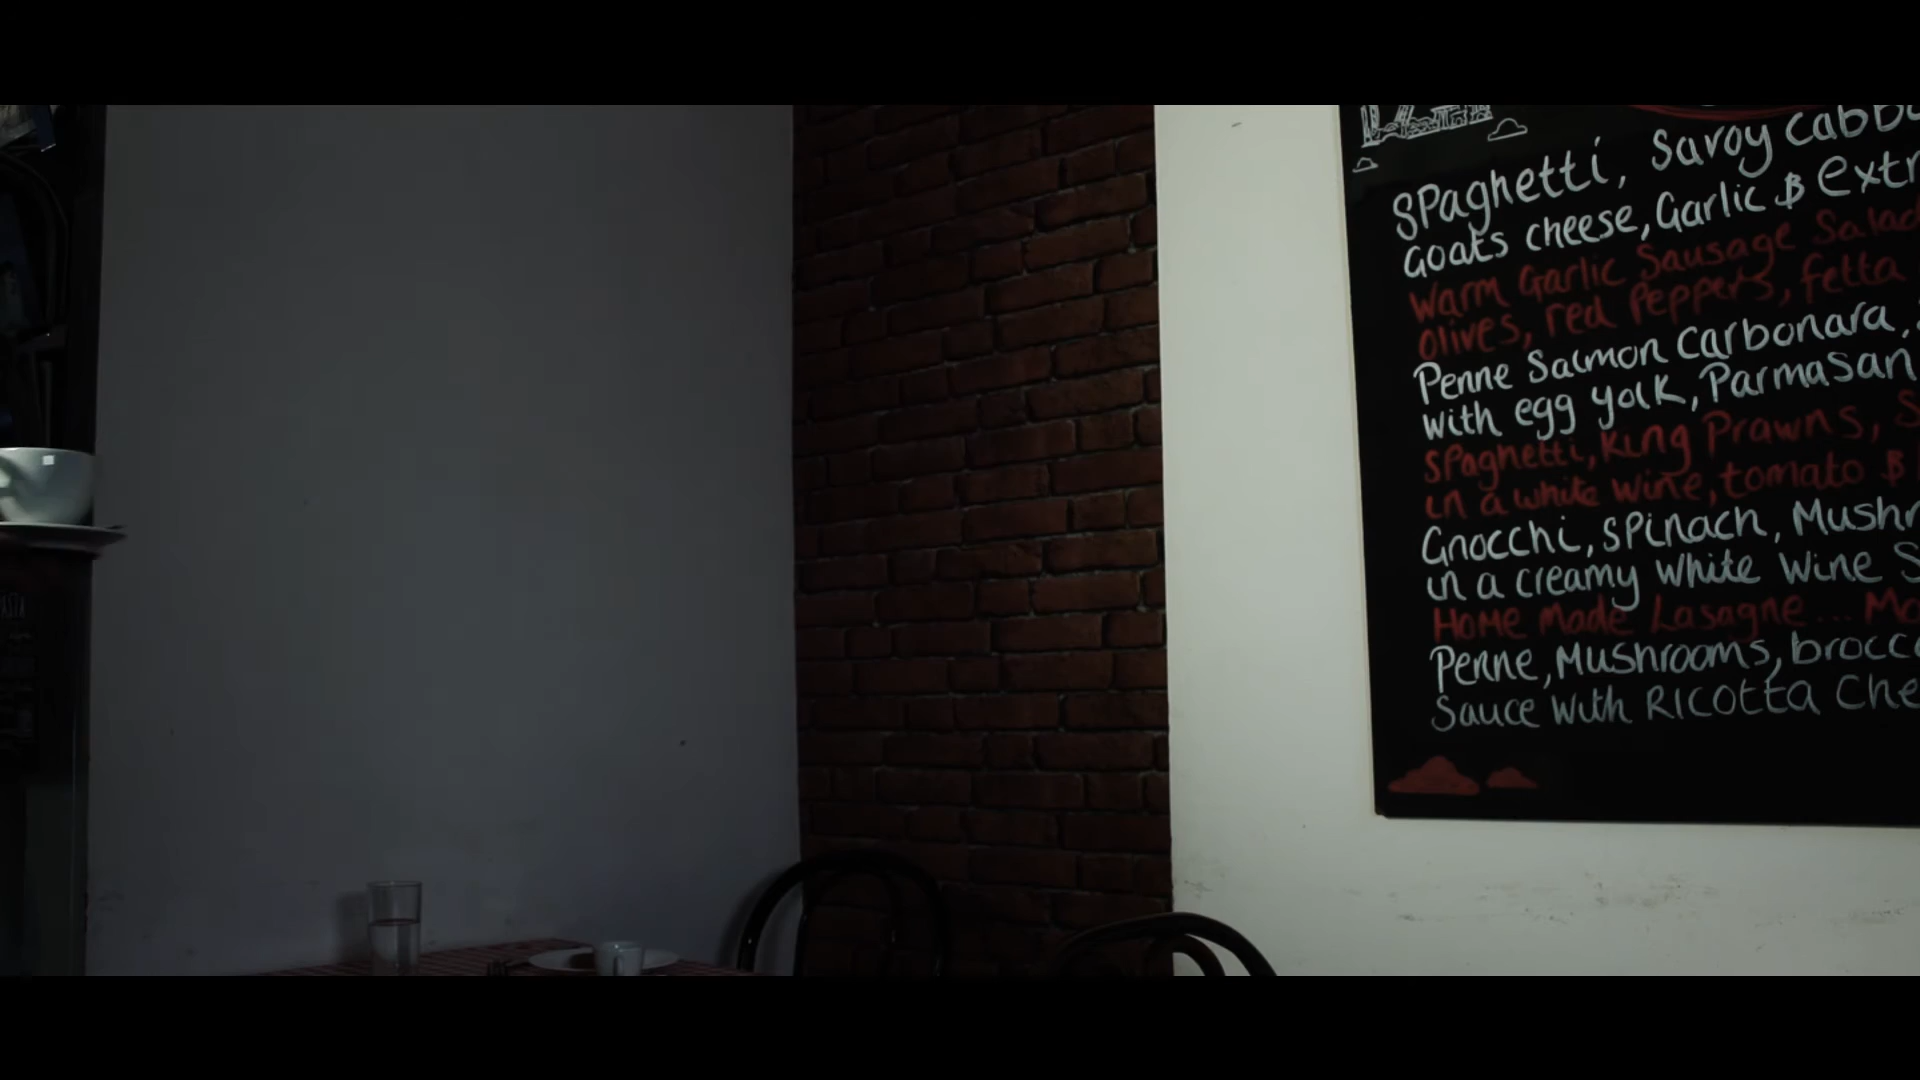 Spaghetti, Savoy cabb
Goats cheese, Garlic & extr
Warm Garlic Sausage Salad
Olives, red Peppers, fetta
Penne Salmon Carbonara,
with egg yolk, Parmasan
Spaghetti, King Prawns, S
in a white wine, tomato &
Gnocchi, Spinach, Mushr
in a creamy white wine S
Home Made Lasagne... Mo
Penne, Mushrooms, brocc
Sauce with Ricotta Che
PASTA